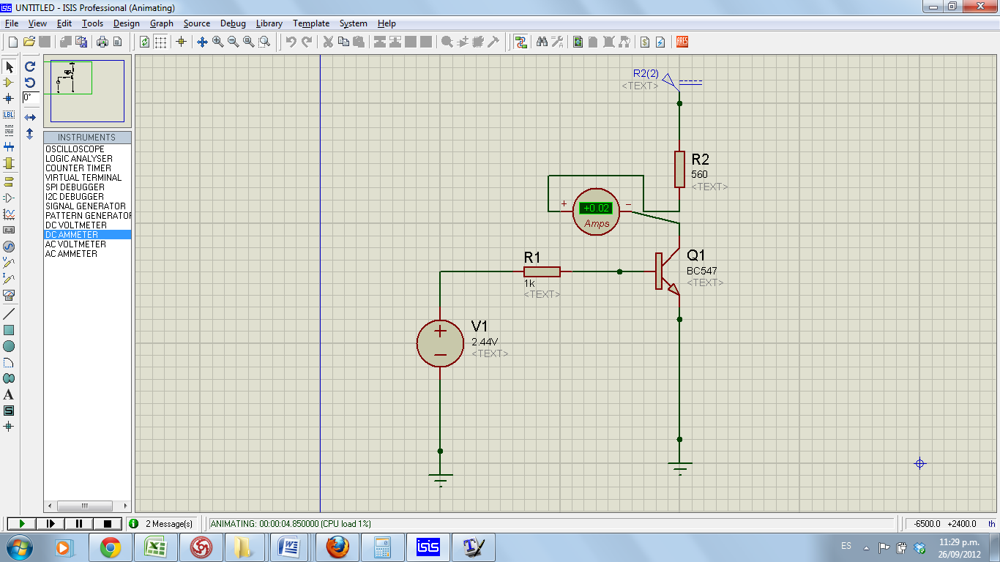 UNTITLED - ISIS Professional (Animating)
File View Edit Tools Design Graph Source Debug Library Template System Help
LBL
ARES
0°
INSTRUMENTS
OSCILLOSCOPE
LOGIC ANALYSER
COUNTER TIMER
VIRTUAL TERMINAL
SPI DEBUGGER
I2C DEBUGGER
SIGNAL GENERATOR
PATTERN GENERATOR
DC VOLTMETER
DC AMMETER
AC VOLTMETER
AC AMMETER
R2(2)
<TEXT>
R2
560
<TEXT>
+ −
+0.02
Amps
R1
1k
<TEXT>
Q1
BC547
<TEXT>
V1
2.44V
<TEXT>
+
−
A
S
2 Message(s)
ANIMATING: 00:00:04.850000 (CPU load 1%)
-6500.0 +2400.0 th
isis
ES
11:29 p.m.
26/09/2012